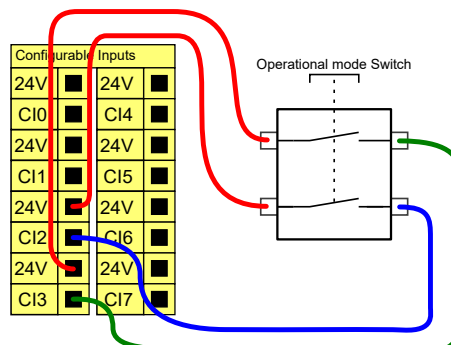 Configurable Inputs
Operational mode Switch
24V 24V
CI0 CI4
24V 24V
CI1 CI5
24V 24V
CI2 CI6
24V 24V
CI3 CI7